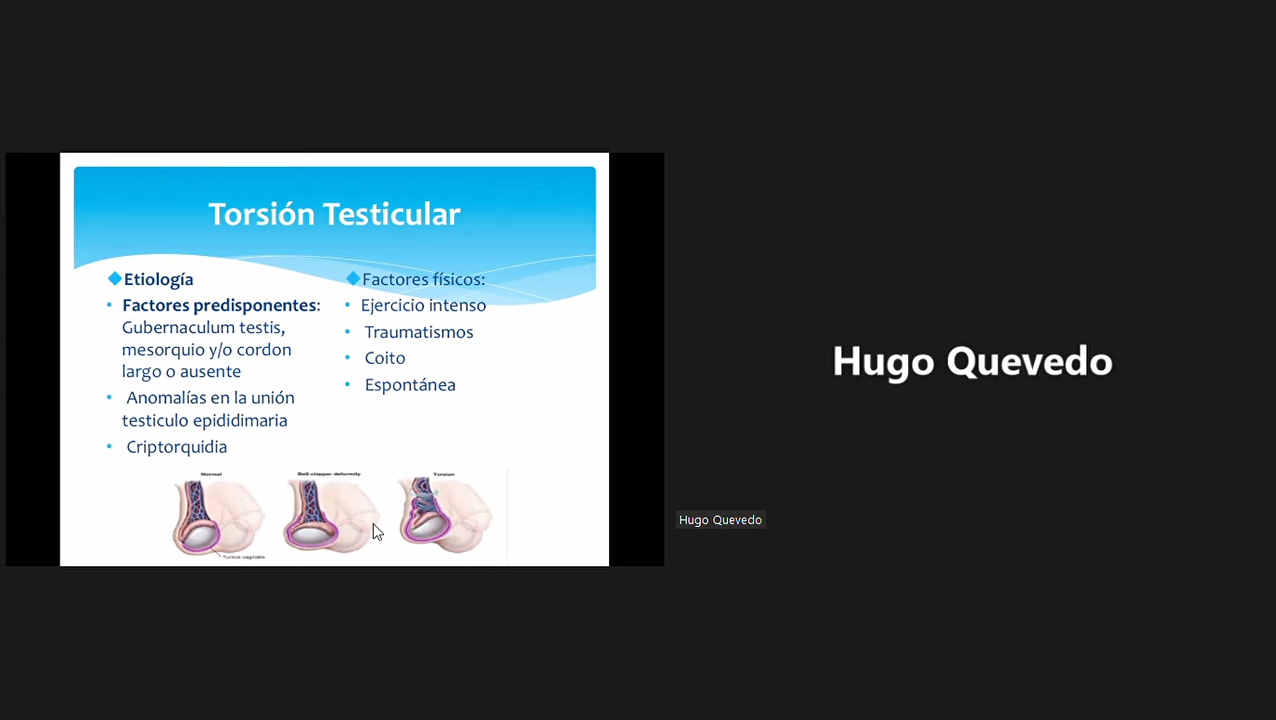 Torsión Testicular
Etiología
Factores predisponentes:
Gubernaculum testis,
mesorquio y/o cordon
largo o ausente
Anomalías en la unión
testiculo epididimaria
Criptorquidia
Factores físicos:
Ejercicio intenso
Traumatismos
Coito
Espontánea
Normal
Bell-clapper deformity
Torsion
Tunica vaginalis
Hugo Quevedo
Hugo Quevedo